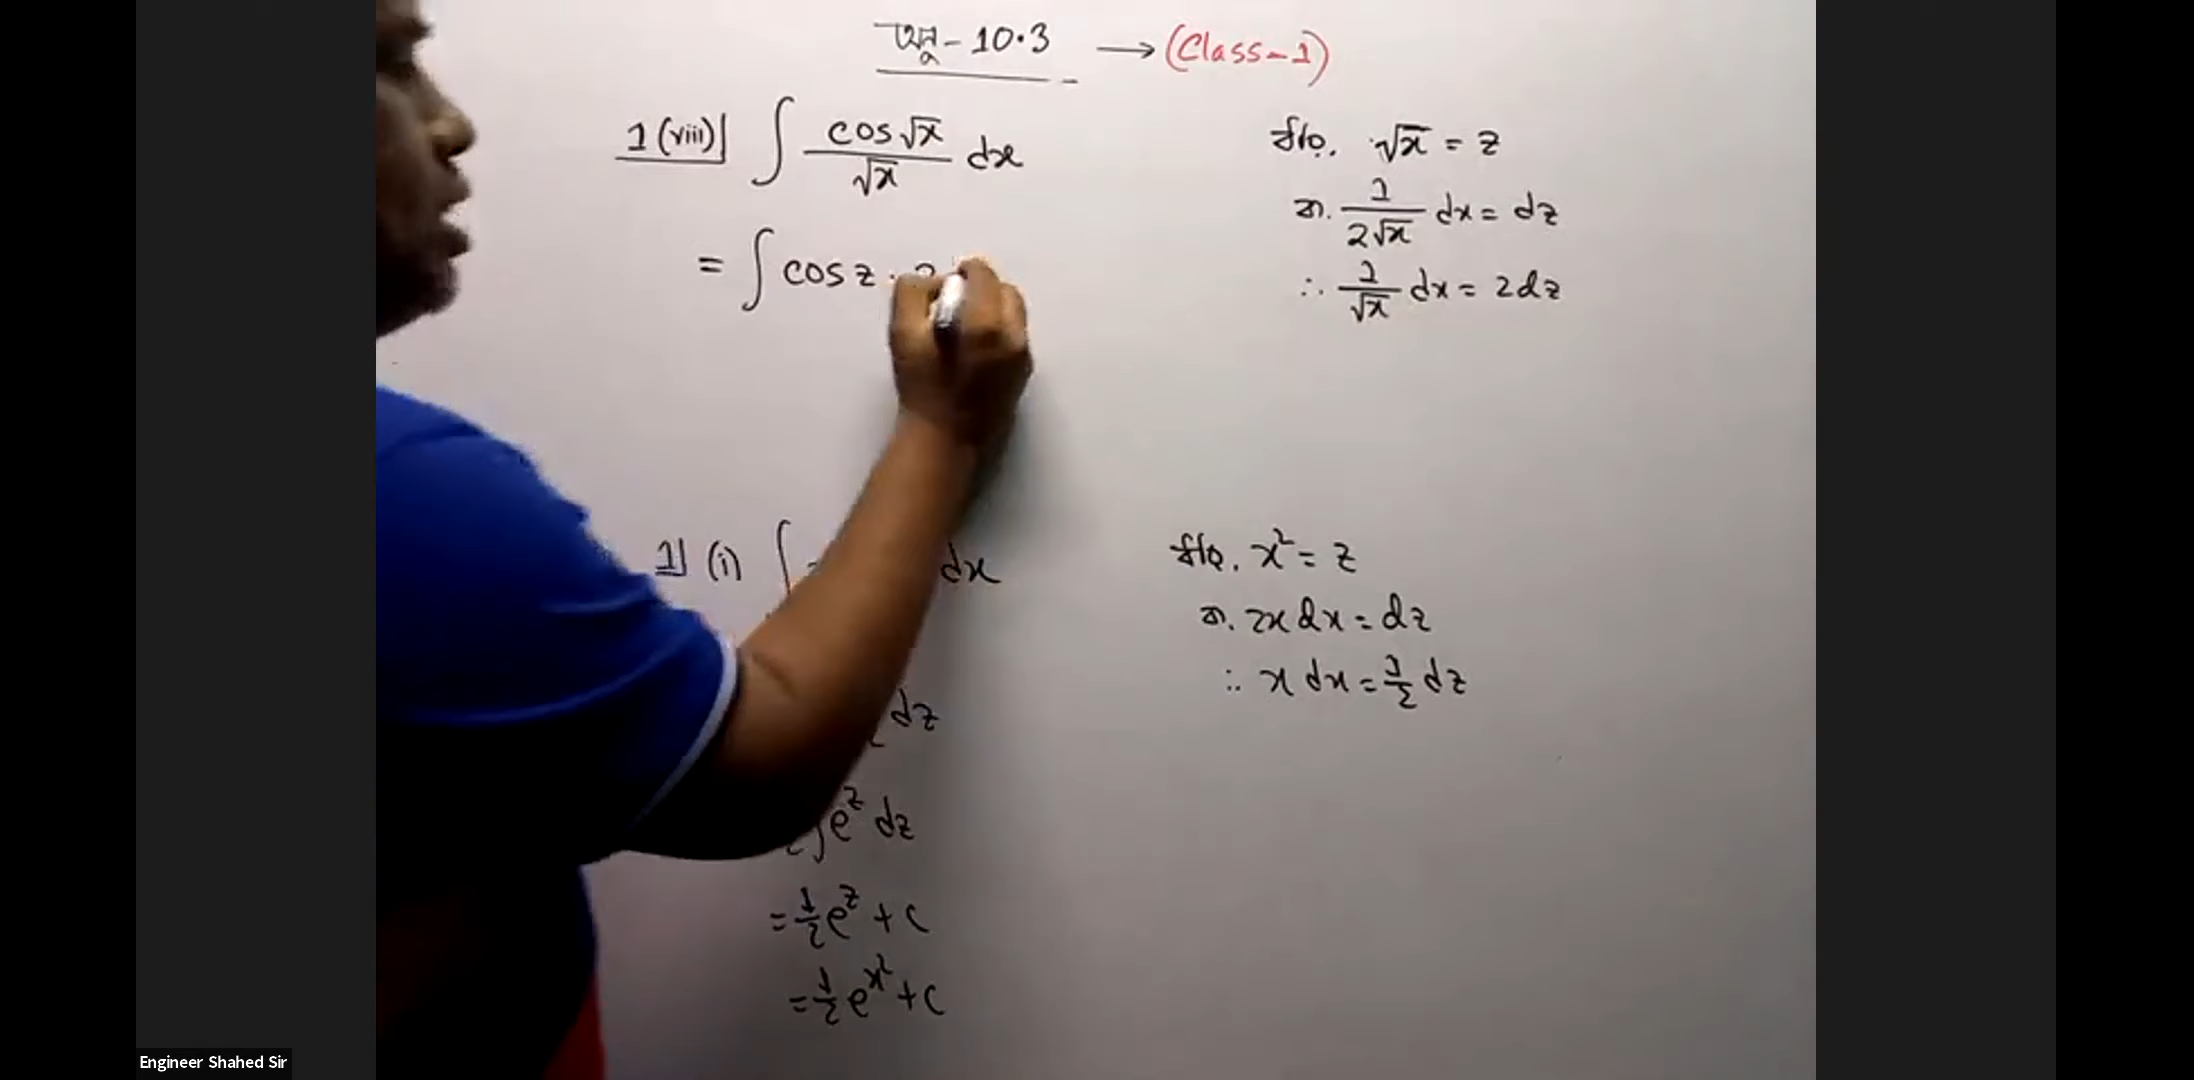 অনু - 10.3 → (Class-1)
1(viii)| ∫ cos√x/√x dx
= ∫ cos z . 2
ধরি, √x = z
বা, 1/2√x dx = dz
∴ 1/√x dx = 2dz
1| (i) ∫ dx
dz
∫e^z dz
= 1/2 e^z + c
= 1/2 e^x² + c
ধরি, x² = z
বা, 2x dx = dz
∴ x dx = 1/2 dz
Engineer Shahed Sir